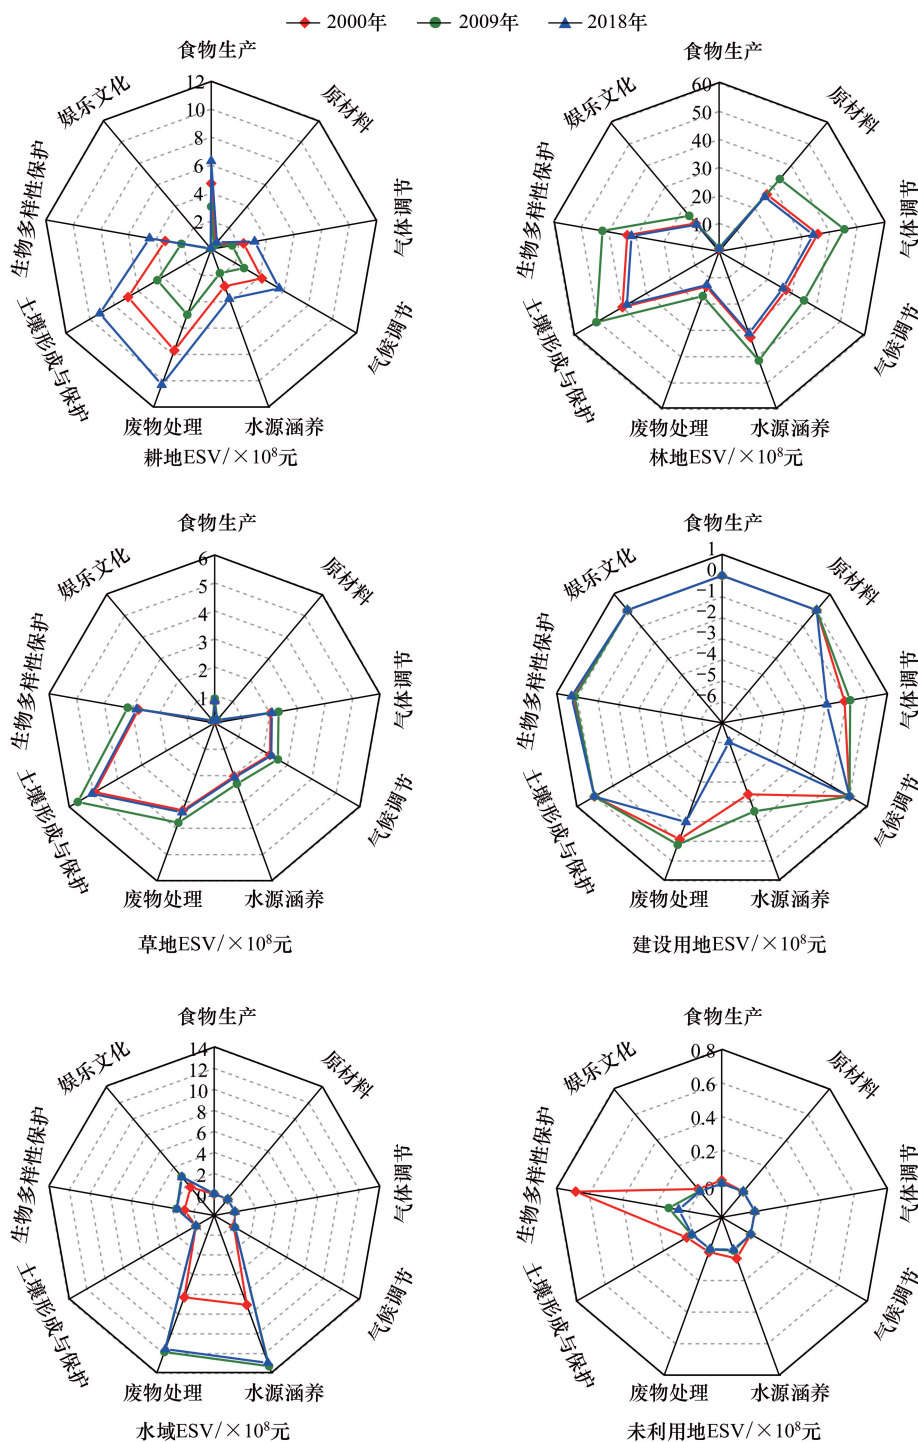 2000年 2009年 2018年
食物生产
原材料
气体调节
气候调节
水源涵养
废物处理
土壤形成与保护
生物多样性保护
娱乐文化
12
10
8
6
4
2
耕地ESV/×10⁸元
食物生产
原材料
气体调节
气候调节
水源涵养
废物处理
土壤形成与保护
生物多样性保护
娱乐文化
60
50
40
30
20
10
林地ESV/×10⁸元
食物生产
原材料
气体调节
气候调节
水源涵养
废物处理
土壤形成与保护
生物多样性保护
娱乐文化
6
5
4
3
2
1
草地ESV/×10⁸元
食物生产
原材料
气体调节
气候调节
水源涵养
废物处理
土壤形成与保护
生物多样性保护
娱乐文化
1
0
−1
−2
−3
−4
−5
6
建设用地ESV/×10⁸元
食物生产
原材料
气体调节
气候调节
水源涵养
废物处理
土壤形成与保护
生物多样性保护
娱乐文化
14
12
10
8
6
4
2
0
水域ESV/×10⁸元
食物生产
原材料
气体调节
气候调节
水源涵养
废物处理
土壤形成与保护
生物多样性保护
娱乐文化
0.8
0.6
0.4
0.2
0
未利用地ESV/×10⁸元